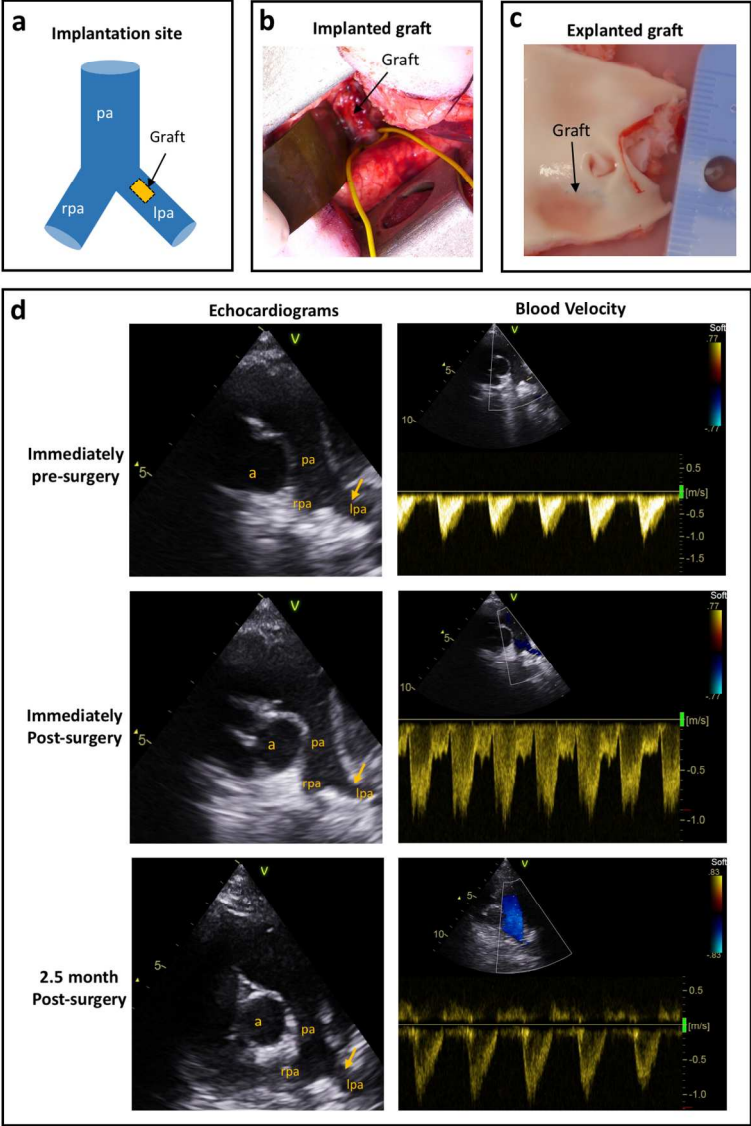 a
Implantation site
pa
Graft
rpa
lpa
b
Implanted graft
Graft
c
Explanted graft
Graft
d
Echocardiograms
Blood Velocity
Immediately
pre-surgery
V
5
a
pa
rpa
lpa
V
5
10
Soft
.77
-.77
0.5
[m/s]
-0.5
-1.0
-1.5
Immediately
Post-surgery
V
5
a
pa
rpa
lpa
V
5
10
Soft
.77
-.77
[m/s]
-0.5
-1.0
2.5 month
Post-surgery
V
5
a
pa
rpa
lpa
V
5
10
Soft
.83
-.83
0.5
[m/s]
-0.5
-1.0